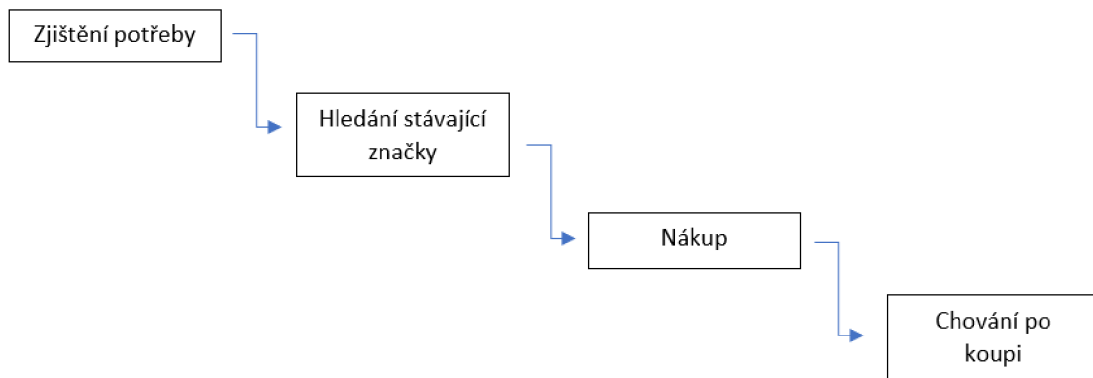 Zjištění potřeby
Hledání stávající
značky
Nákup
Chování po
koupi